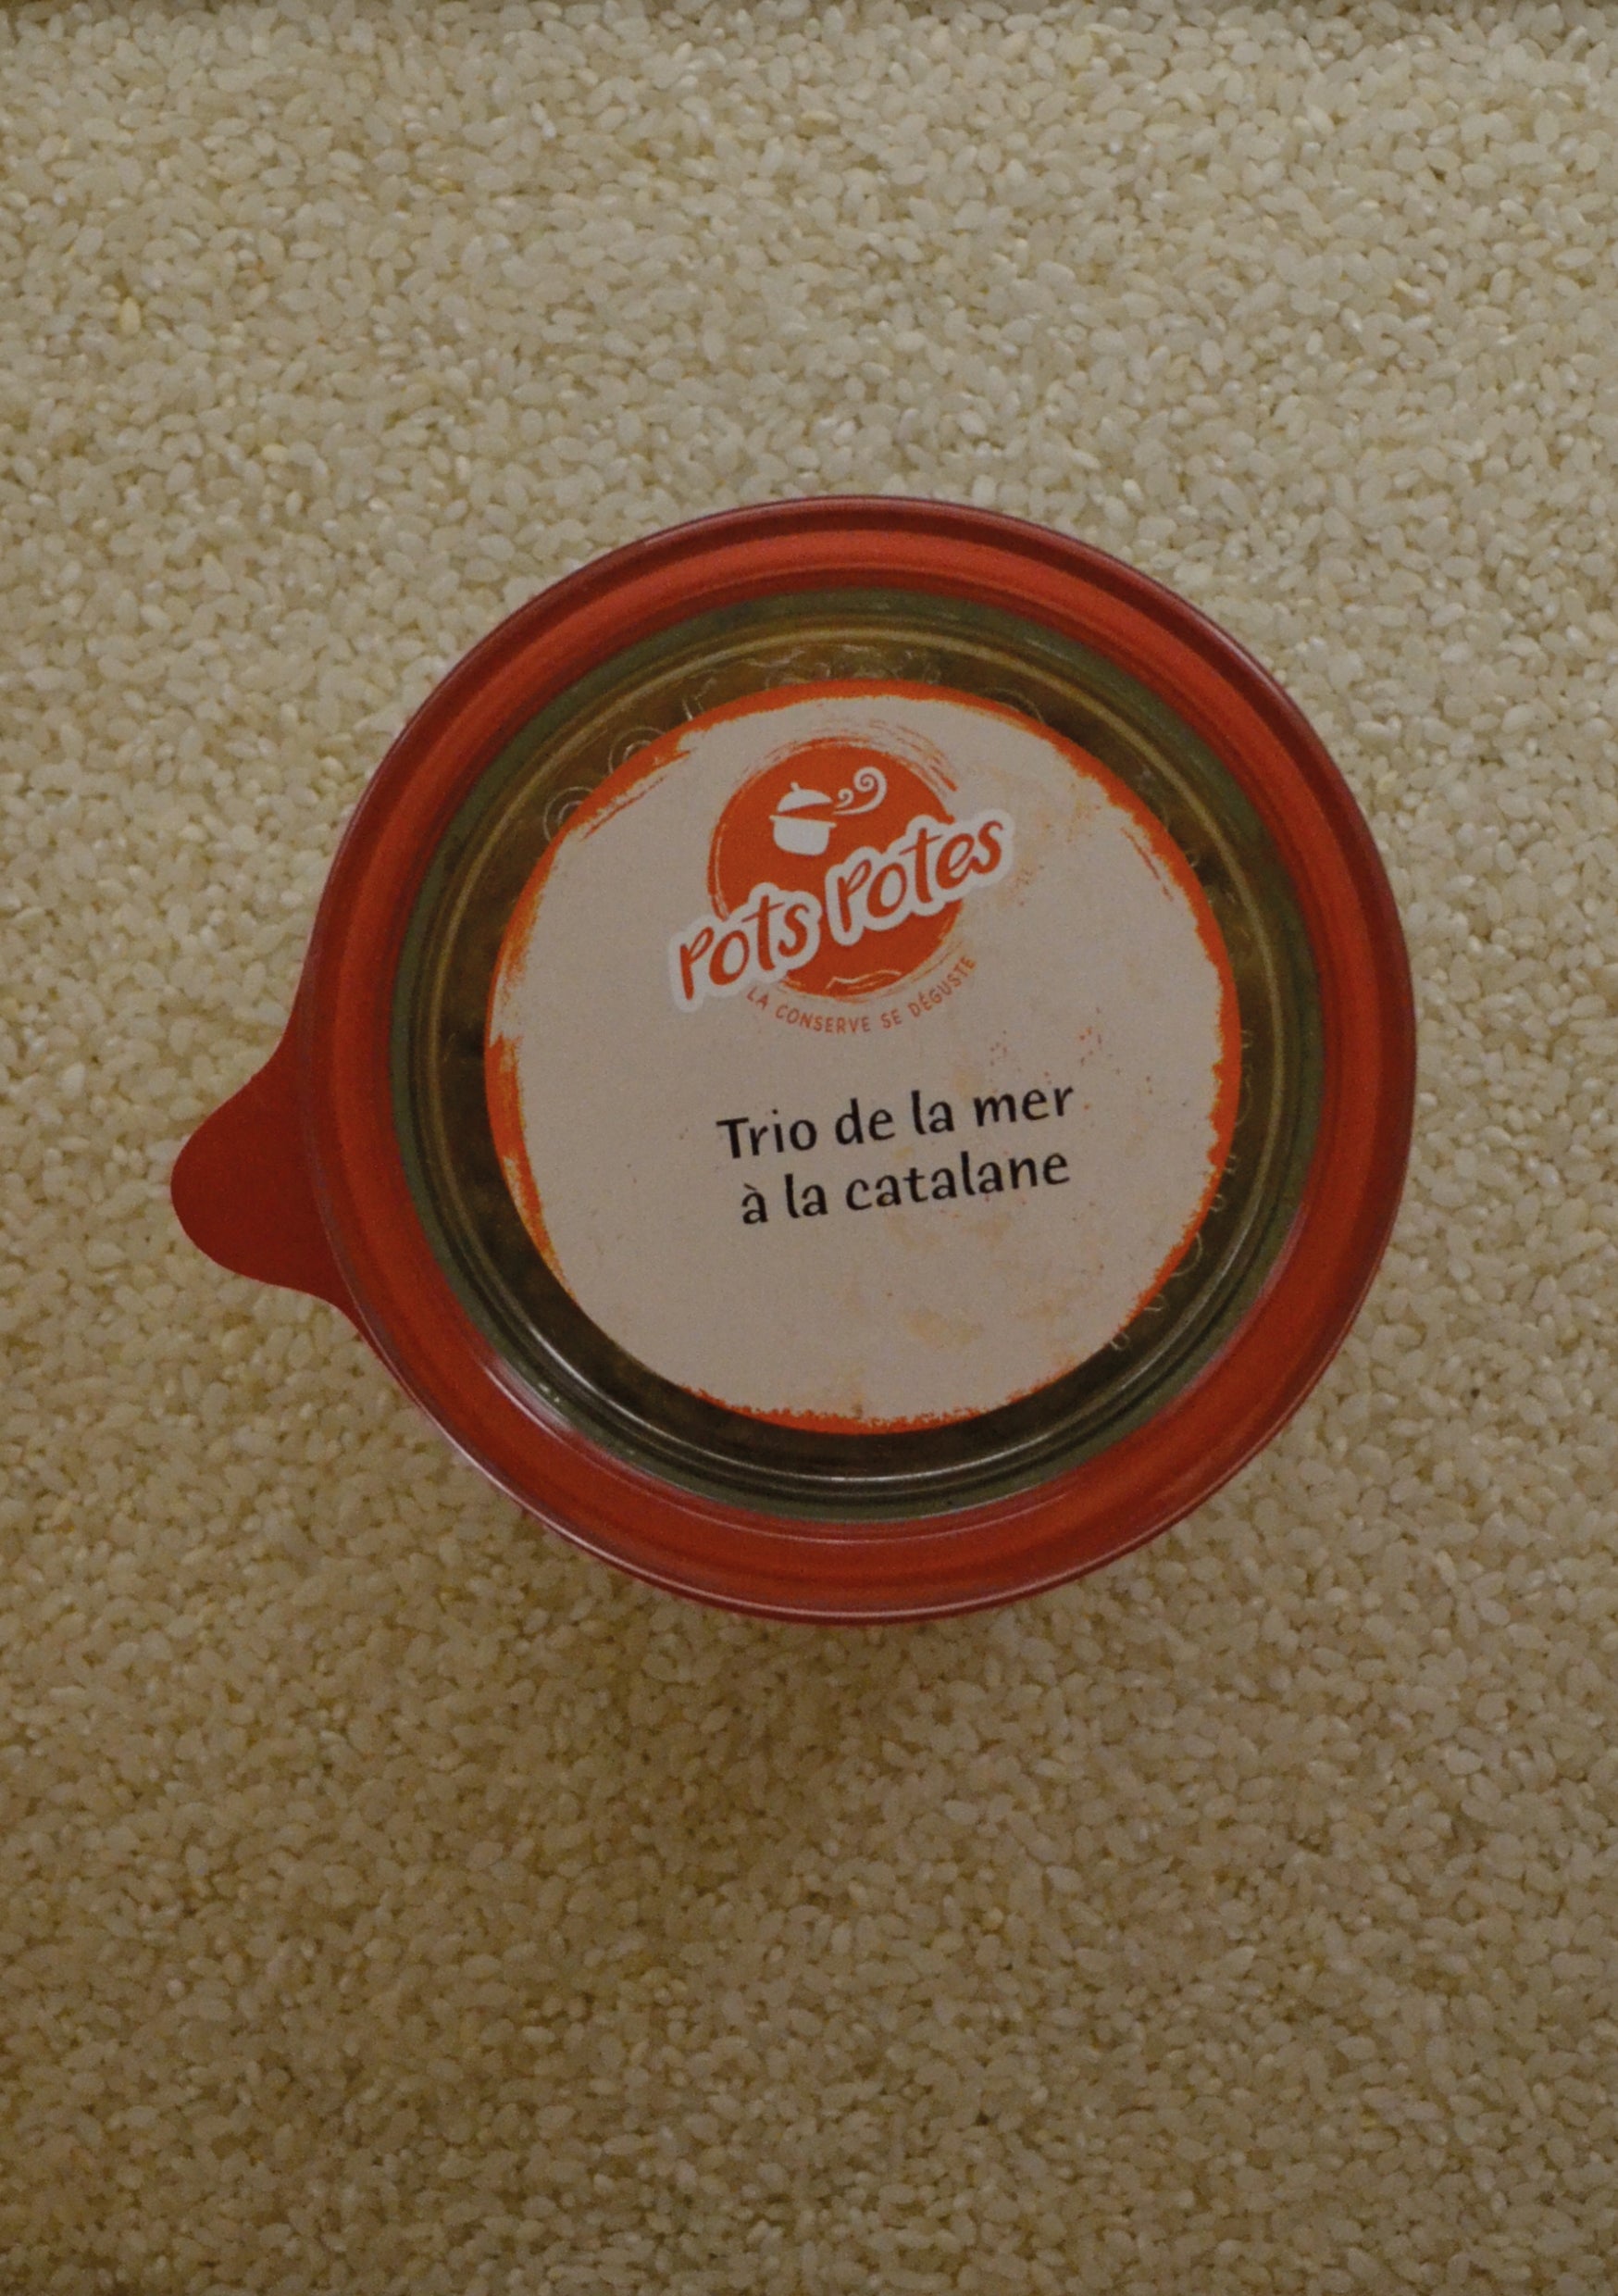 Pots Potes
LA CONSERVE SE DÉGUSTE
Trio de la mer
à la catalane